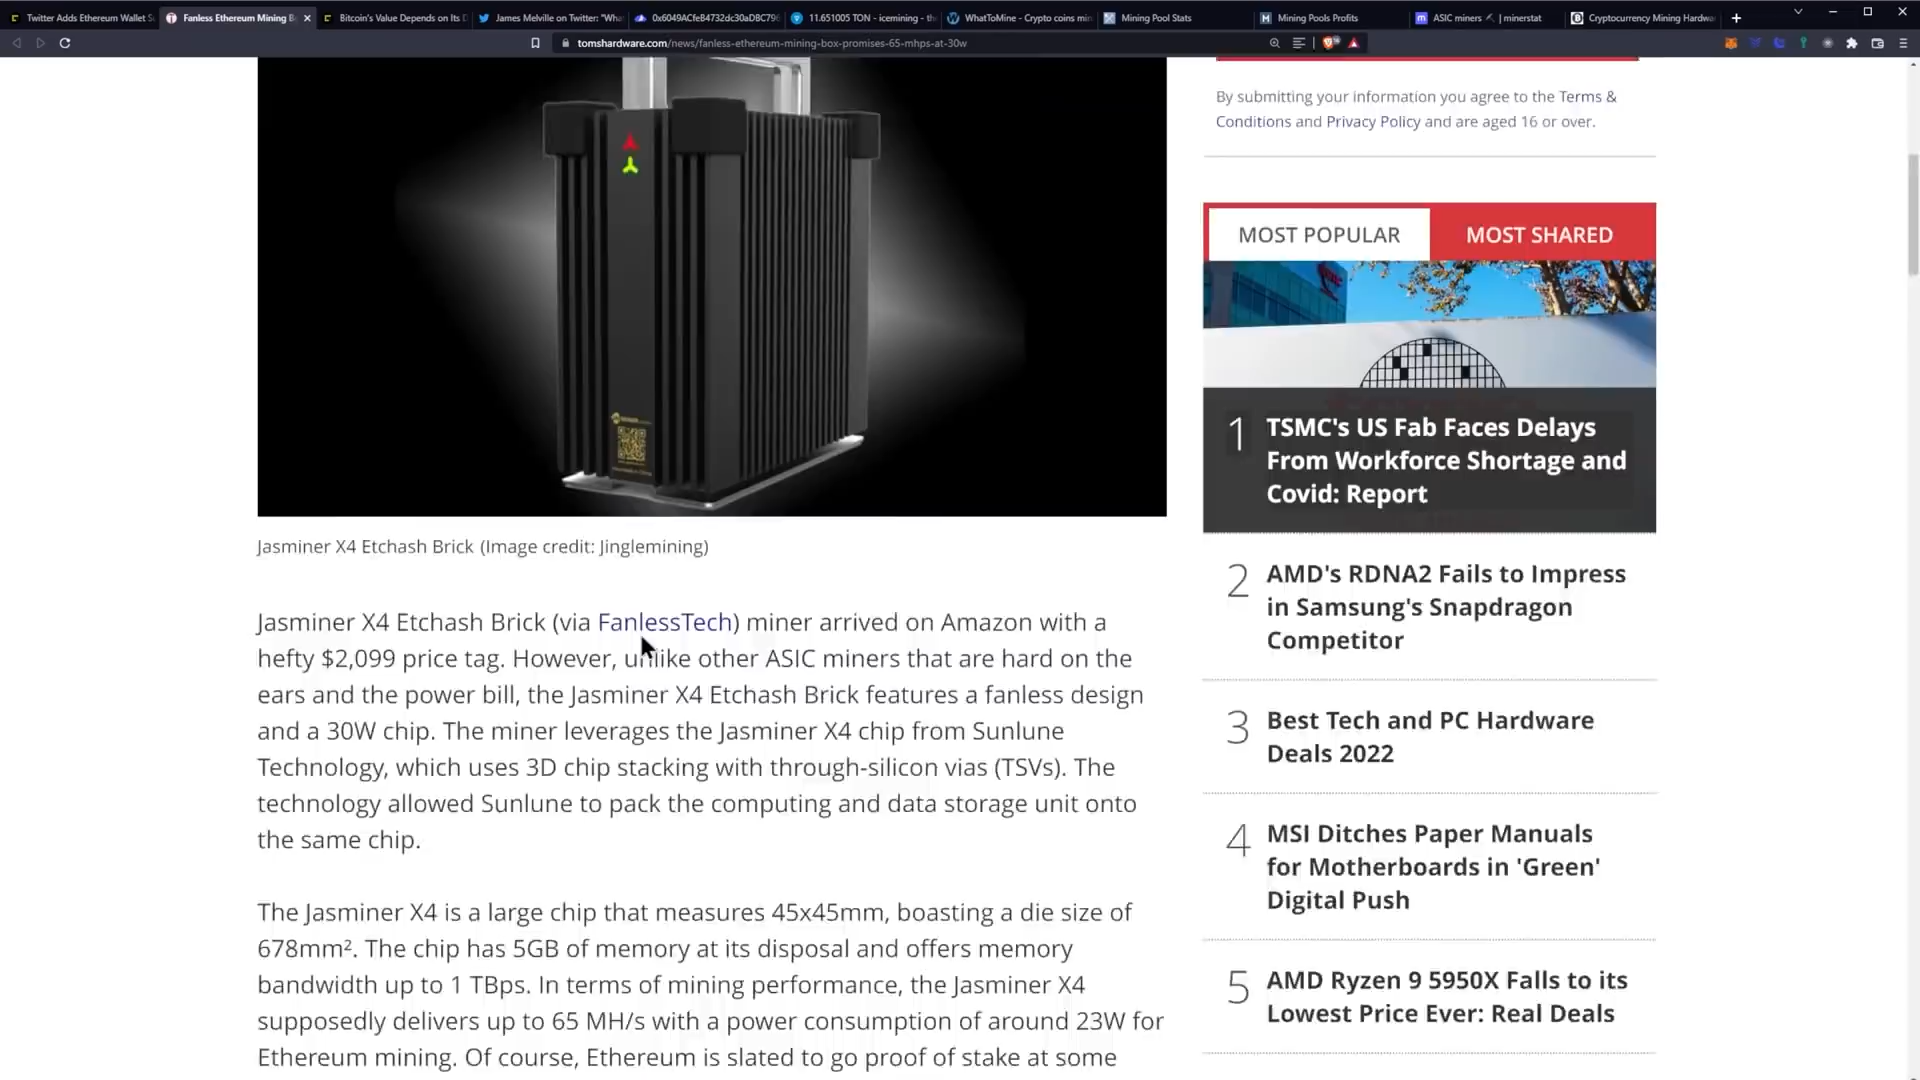 Twitter Adds Ethereum Wallet S
Fanless Ethereum Mining B
Bitcoin's Value Depends on Its D
James Melville on Twitter: "Wha
0x6049ACfeB4732dc30aDBC796
11.651005 TON - icemining - the
WhatToMine - Crypto coins min
Mining Pool Stats
Mining Pools Profits
ASIC miners ⛏ | minerstat
Cryptocurrency Mining Hardwa
tomshardware.com/news/fanless-ethereum-mining-box-promises-65-mhps-at-30w
Jasminer X4 Etchash Brick (Image credit: Jinglemining)
Jasminer X4 Etchash Brick (via FanlessTech) miner arrived on Amazon with a
hefty $2,099 price tag. However, unlike other ASIC miners that are hard on the
ears and the power bill, the Jasminer X4 Etchash Brick features a fanless design
and a 30W chip. The miner leverages the Jasminer X4 chip from Sunlune
Technology, which uses 3D chip stacking with through-silicon vias (TSVs). The
technology allowed Sunlune to pack the computing and data storage unit onto
the same chip.
The Jasminer X4 is a large chip that measures 45x45mm, boasting a die size of
678mm². The chip has 5GB of memory at its disposal and offers memory
bandwidth up to 1 TBps. In terms of mining performance, the Jasminer X4
supposedly delivers up to 65 MH/s with a power consumption of around 23W for
Ethereum mining. Of course, Ethereum is slated to go proof of stake at some
By submitting your information you agree to the Terms &
Conditions and Privacy Policy and are aged 16 or over.
MOST POPULAR
MOST SHARED
1
TSMC's US Fab Faces Delays
From Workforce Shortage and
Covid: Report
2
AMD's RDNA2 Fails to Impress
in Samsung's Snapdragon
Competitor
3
Best Tech and PC Hardware
Deals 2022
4
MSI Ditches Paper Manuals
for Motherboards in 'Green'
Digital Push
5
AMD Ryzen 9 5950X Falls to its
Lowest Price Ever: Real Deals